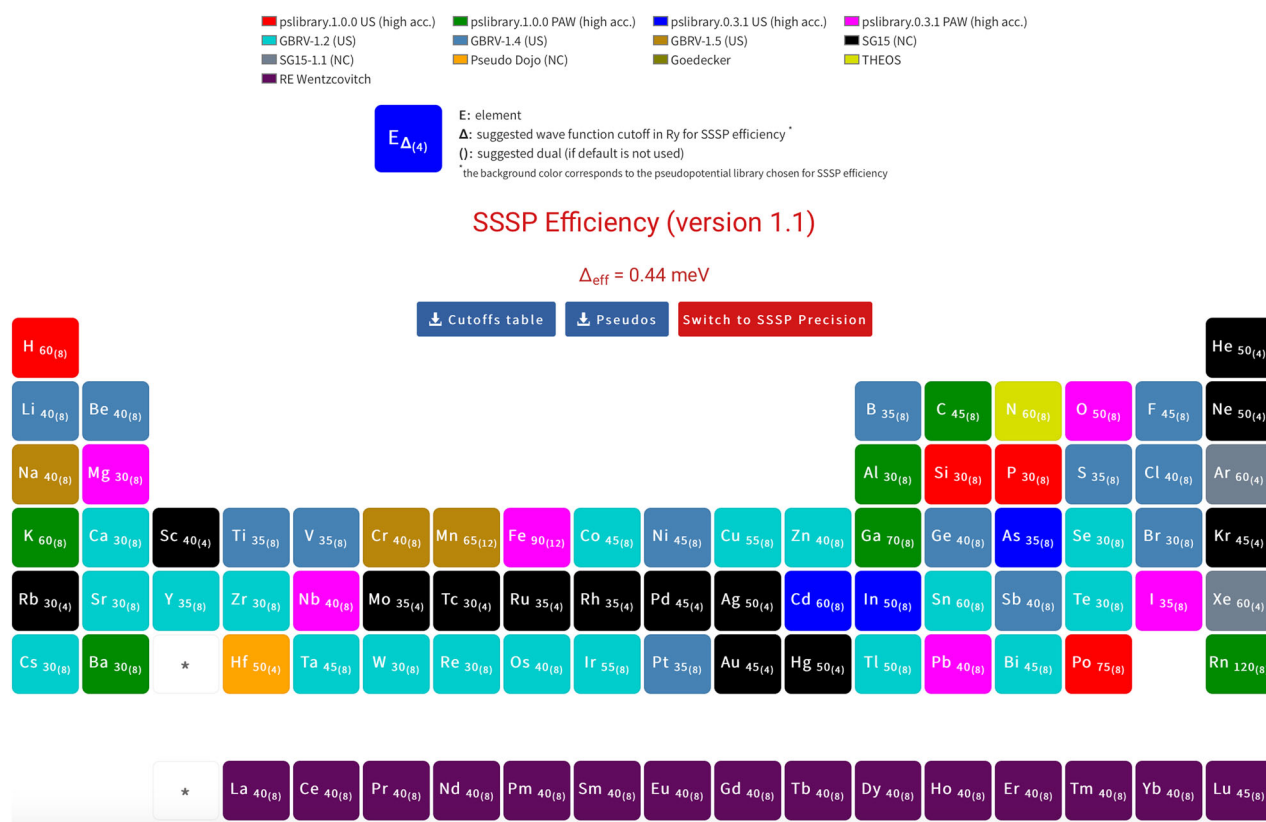 pslibrary.1.0.0 US (high acc.) pslibrary.1.0.0 PAW (high acc.) pslibrary.0.3.1 US (high acc.) pslibrary.0.3.1 PAW (high acc.)
GBRV-1.2 (US) GBRV-1.4 (US) GBRV-1.5 (US) SG15 (NC)
SG15-1.1 (NC) Pseudo Dojo (NC) Goedecker THEOS
RE Wentzcovitch
E Δ(4)
E: element
Δ: suggested wave function cutoff in Ry for SSSP efficiency *
(): suggested dual (if default is not used)
*the background color corresponds to the pseudopotential library chosen for SSSP efficiency
SSSP Efficiency (version 1.1)
Δeff = 0.44 meV
Cutoffs table Pseudos Switch to SSSP Precision
H 60(8) He 50(4)
Li 40(8) Be 40(8) B 35(8) C 45(8) N 60(8) O 50(8) F 45(8) Ne 50(4)
Na 40(8) Mg 30(8) Al 30(8) Si 30(8) P 30(8) S 35(8) Cl 40(8) Ar 60(4)
K 60(8) Ca 30(8) Sc 40(4) Ti 35(8) V 35(8) Cr 40(8) Mn 65(12) Fe 90(12) Co 45(8) Ni 45(8) Cu 55(8) Zn 40(8) Ga 70(8) Ge 40(8) As 35(8) Se 30(8) Br 30(8) Kr 45(4)
Rb 30(4) Sr 30(8) Y 35(8) Zr 30(8) Nb 40(8) Mo 35(4) Tc 30(4) Ru 35(4) Rh 35(4) Pd 45(4) Ag 50(4) Cd 60(8) In 50(8) Sn 60(8) Sb 40(8) Te 30(8) I 35(8) Xe 60(4)
Cs 30(8) Ba 30(8) * Hf 50(4) Ta 45(8) W 30(8) Re 30(8) Os 40(8) Ir 55(8) Pt 35(8) Au 45(4) Hg 50(4) Tl 50(8) Pb 40(8) Bi 45(8) Po 75(8) Rn 120(8
* La 40(8) Ce 40(8) Pr 40(8) Nd 40(8) Pm 40(8) Sm 40(8) Eu 40(8) Gd 40(8) Tb 40(8) Dy 40(8) Ho 40(8) Er 40(8) Tm 40(8) Yb 40(8) Lu 45(8)